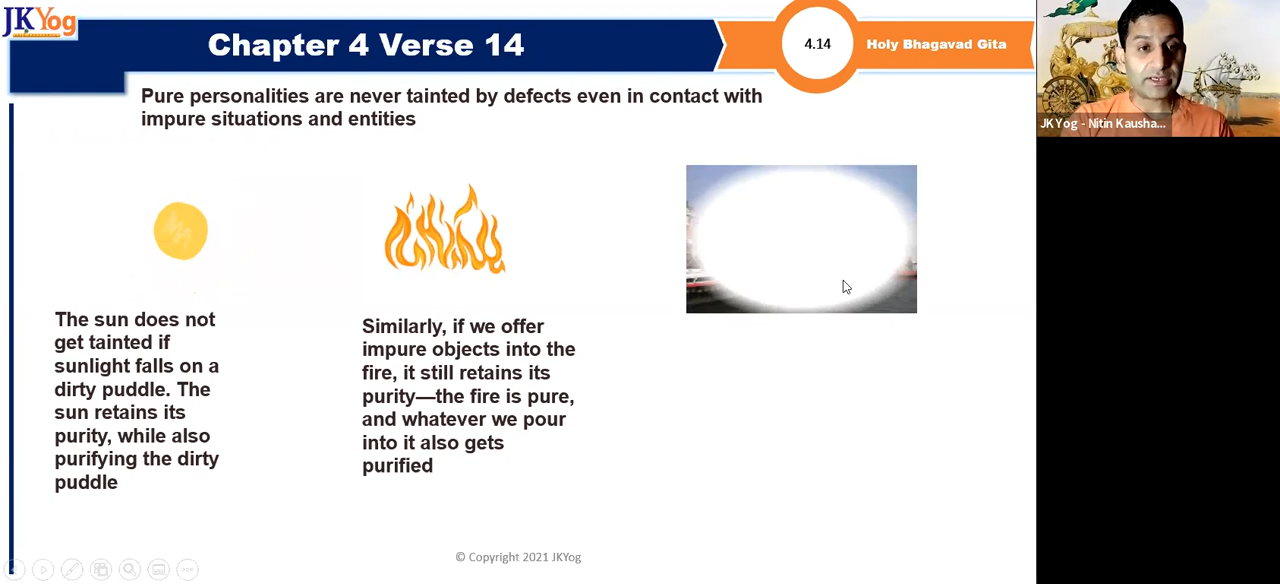 JKYog
Chapter 4 Verse 14
4.14
Holy Bhagavad Gita
JK Yog - Nitin Kausha...
Pure personalities are never tainted by defects even in contact with
impure situations and entities
The sun does not
get tainted if
sunlight falls on a
dirty puddle. The
sun retains its
purity, while also
purifying the dirty
puddle
Similarly, if we offer
impure objects into the
fire, it still retains its
purity—the fire is pure,
and whatever we pour
into it also gets
purified
© Copyright 2021 JKYog